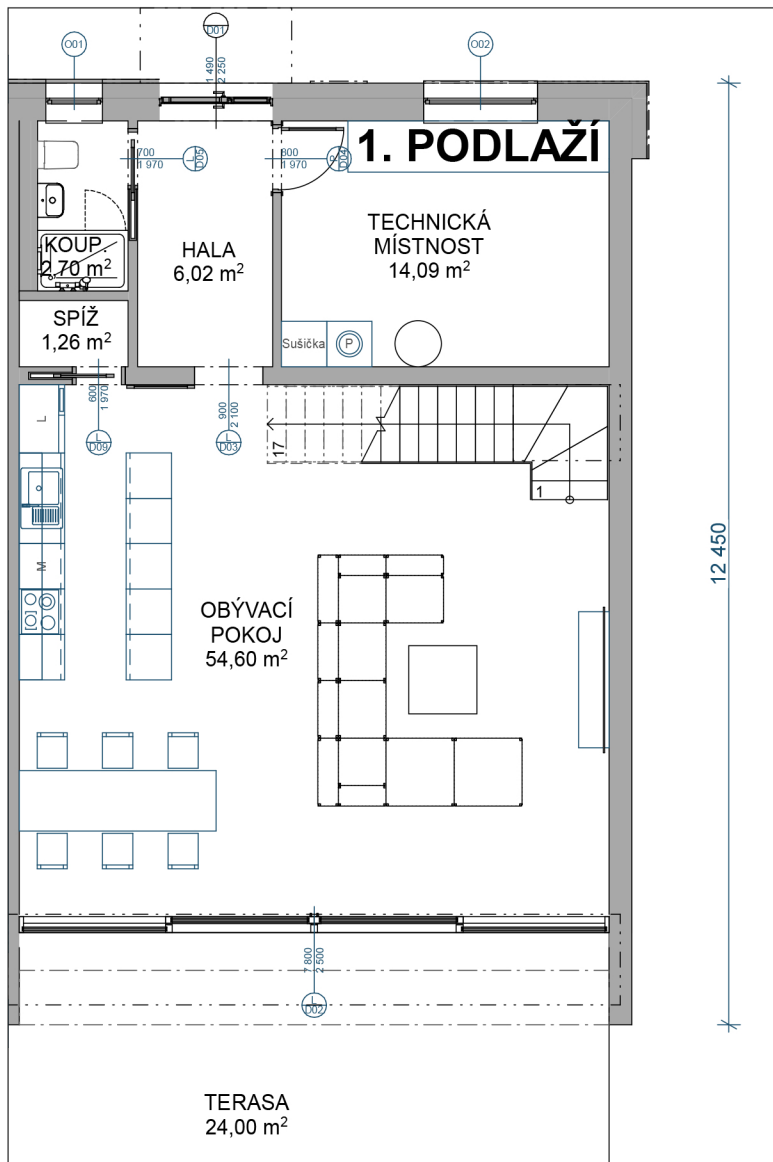 O01
D01
O02
1 490
2 250
1. PODLAŽÍ
700
1 970
L
D05
800
1 970
P
D04
TECHNICKÁ
MÍSTNOST
14,09 m²
HALA
6,02 m²
KOUP.
2,70 m²
SPÍŽ
1,26 m²
Sušička
P
600
1 970
L
D09
900
2 100
L
D03
L
17
1
M
12 450
OBÝVACÍ
POKOJ
54,60 m²
7 800
2 500
L
D02
TERASA
24,00 m²